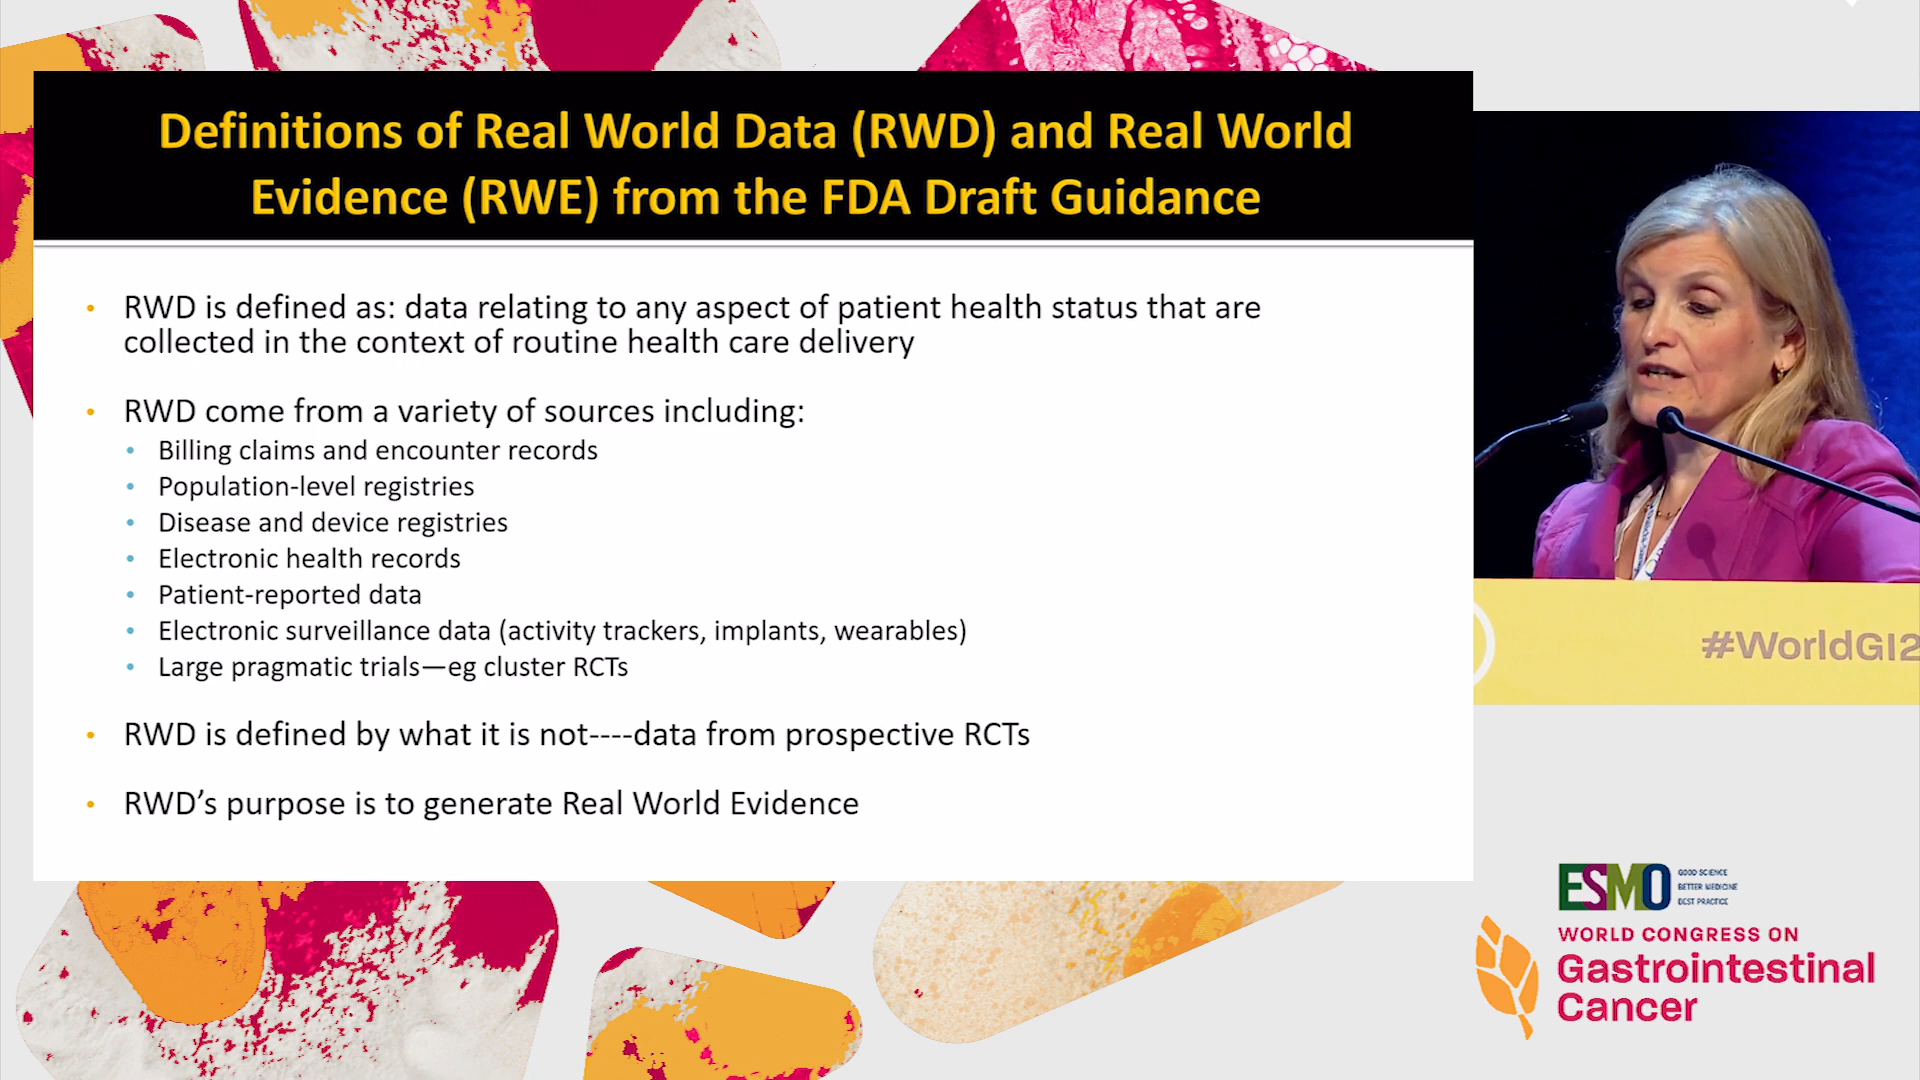 Definitions of Real World Data (RWD) and Real World
Evidence (RWE) from the FDA Draft Guidance
• RWD is defined as: data relating to any aspect of patient health status that are
collected in the context of routine health care delivery
• RWD come from a variety of sources including:
• Billing claims and encounter records
• Population-level registries
• Disease and device registries
• Electronic health records
• Patient-reported data
• Electronic surveillance data (activity trackers, implants, wearables)
• Large pragmatic trials—eg cluster RCTs
• RWD is defined by what it is not----data from prospective RCTs
• RWD’s purpose is to generate Real World Evidence
#WorldGI2
ESMO
GOOD SCIENCE
BETTER MEDICINE
BEST PRACTICE
WORLD CONGRESS ON
Gastrointestinal
Cancer